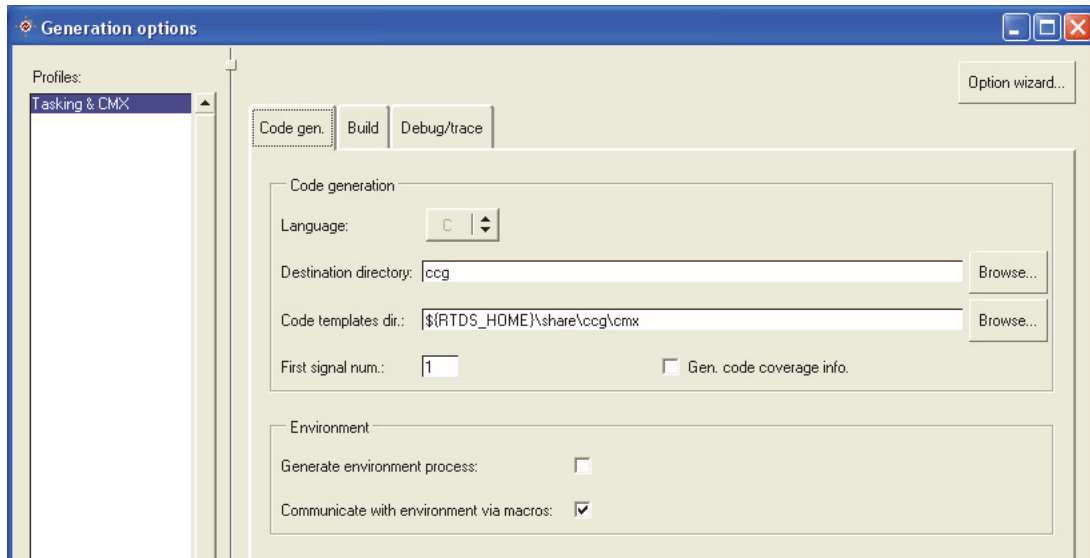 Generation options
Profiles:
Tasking & CMX
Option wizard...
Code gen. Build Debug/trace
Code generation
Language: C
Destination directory: ccg Browse...
Code templates dir.: ${RTDS_HOME}\share\ccg\cmx Browse...
First signal num.: 1 Gen. code coverage info.
Environment
Generate environment process:
Communicate with environment via macros: